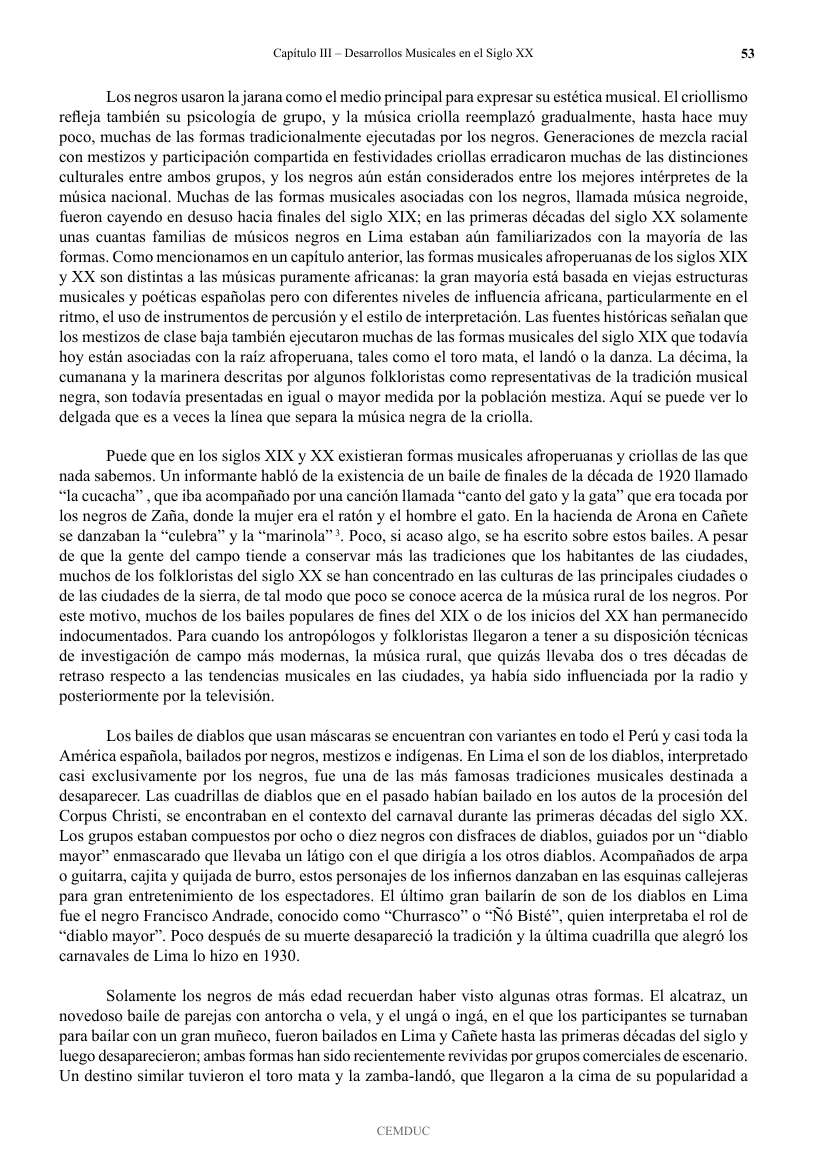 Capítulo III – Desarrollos Musicales en el Siglo XX
53
Los negros usaron la jarana como el medio principal para expresar su estética musical. El criollismo
refleja también su psicología de grupo, y la música criolla reemplazó gradualmente, hasta hace muy
poco, muchas de las formas tradicionalmente ejecutadas por los negros. Generaciones de mezcla racial
con mestizos y participación compartida en festividades criollas erradicaron muchas de las distinciones
culturales entre ambos grupos, y los negros aún están considerados entre los mejores intérpretes de la
música nacional. Muchas de las formas musicales asociadas con los negros, llamada música negroide,
fueron cayendo en desuso hacia finales del siglo XIX; en las primeras décadas del siglo XX solamente
unas cuantas familias de músicos negros en Lima estaban aún familiarizados con la mayoría de las
formas. Como mencionamos en un capítulo anterior, las formas musicales afroperuanas de los siglos XIX
y XX son distintas a las músicas puramente africanas: la gran mayoría está basada en viejas estructuras
musicales y poéticas españolas pero con diferentes niveles de influencia africana, particularmente en el
ritmo, el uso de instrumentos de percusión y el estilo de interpretación. Las fuentes históricas señalan que
los mestizos de clase baja también ejecutaron muchas de las formas musicales del siglo XIX que todavía
hoy están asociadas con la raíz afroperuana, tales como el toro mata, el landó o la danza. La décima, la
cumanana y la marinera descritas por algunos folkloristas como representativas de la tradición musical
negra, son todavía presentadas en igual o mayor medida por la población mestiza. Aquí se puede ver lo
delgada que es a veces la línea que separa la música negra de la criolla.
Puede que en los siglos XIX y XX existieran formas musicales afroperuanas y criollas de las que
nada sabemos. Un informante habló de la existencia de un baile de finales de la década de 1920 llamado
“la cucacha” , que iba acompañado por una canción llamada “canto del gato y la gata” que era tocada por
los negros de Zaña, donde la mujer era el ratón y el hombre el gato. En la hacienda de Arona en Cañete
se danzaban la “culebra” y la “marinola” ³. Poco, si acaso algo, se ha escrito sobre estos bailes. A pesar
de que la gente del campo tiende a conservar más las tradiciones que los habitantes de las ciudades,
muchos de los folkloristas del siglo XX se han concentrado en las culturas de las principales ciudades o
de las ciudades de la sierra, de tal modo que poco se conoce acerca de la música rural de los negros. Por
este motivo, muchos de los bailes populares de fines del XIX o de los inicios del XX han permanecido
indocumentados. Para cuando los antropólogos y folkloristas llegaron a tener a su disposición técnicas
de investigación de campo más modernas, la música rural, que quizás llevaba dos o tres décadas de
retraso respecto a las tendencias musicales en las ciudades, ya había sido influenciada por la radio y
posteriormente por la televisión.
Los bailes de diablos que usan máscaras se encuentran con variantes en todo el Perú y casi toda la
América española, bailados por negros, mestizos e indígenas. En Lima el son de los diablos, interpretado
casi exclusivamente por los negros, fue una de las más famosas tradiciones musicales destinada a
desaparecer. Las cuadrillas de diablos que en el pasado habían bailado en los autos de la procesión del
Corpus Christi, se encontraban en el contexto del carnaval durante las primeras décadas del siglo XX.
Los grupos estaban compuestos por ocho o diez negros con disfraces de diablos, guiados por un “diablo
mayor” enmascarado que llevaba un látigo con el que dirigía a los otros diablos. Acompañados de arpa
o guitarra, cajita y quijada de burro, estos personajes de los infiernos danzaban en las esquinas callejeras
para gran entretenimiento de los espectadores. El último gran bailarín de son de los diablos en Lima
fue el negro Francisco Andrade, conocido como “Churrasco” o “Ñó Bisté”, quien interpretaba el rol de
“diablo mayor”. Poco después de su muerte desapareció la tradición y la última cuadrilla que alegró los
carnavales de Lima lo hizo en 1930.
Solamente los negros de más edad recuerdan haber visto algunas otras formas. El alcatraz, un
novedoso baile de parejas con antorcha o vela, y el ungá o ingá, en el que los participantes se turnaban
para bailar con un gran muñeco, fueron bailados en Lima y Cañete hasta las primeras décadas del siglo y
luego desaparecieron; ambas formas han sido recientemente revividas por grupos comerciales de escenario.
Un destino similar tuvieron el toro mata y la zamba-landó, que llegaron a la cima de su popularidad a
CEMDUC